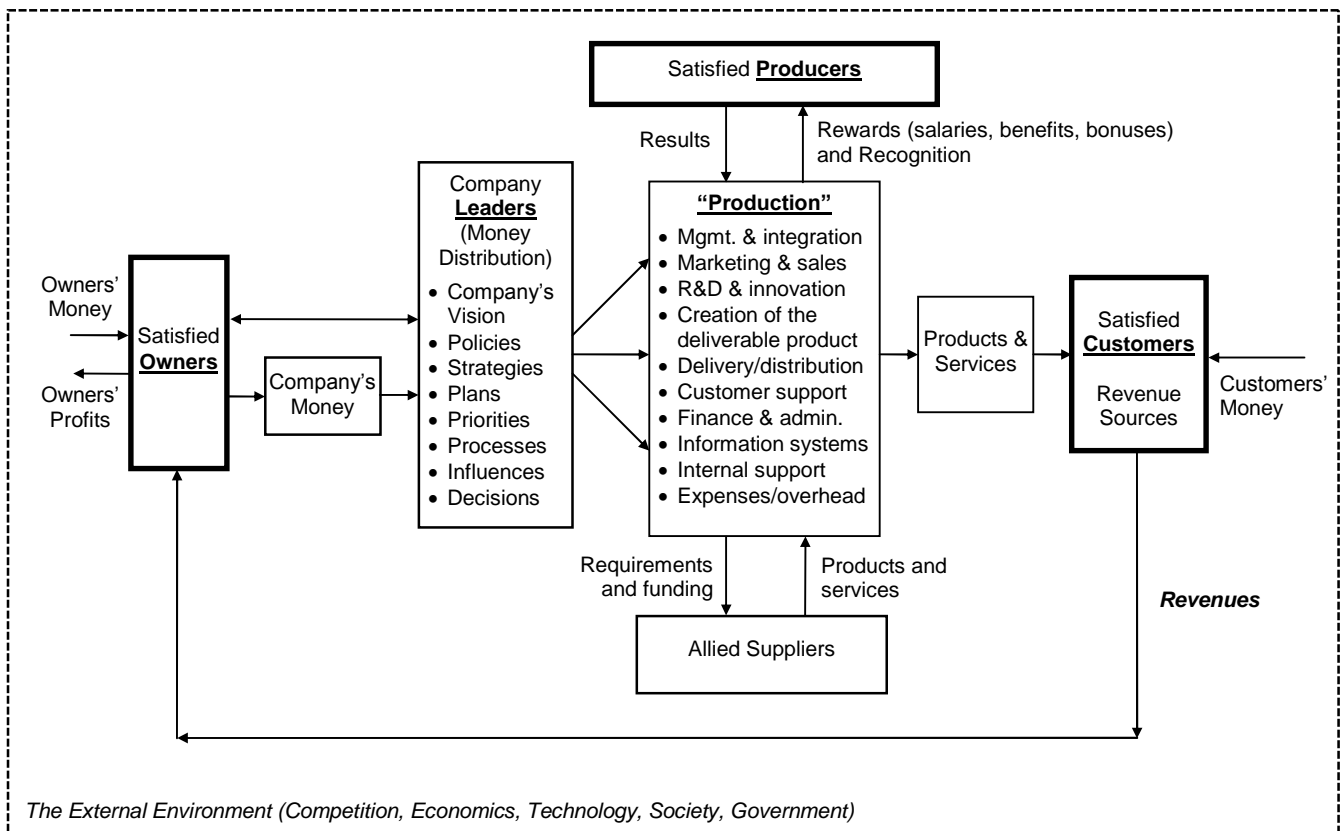 Satisfied Producers
Results
Rewards (salaries, benefits, bonuses)
and Recognition
Company
Leaders
(Money
Distribution)
• Company's
Vision
• Policies
• Strategies
• Plans
• Priorities
• Processes
• Influences
• Decisions
“Production”
• Mgmt. & integration
• Marketing & sales
• R&D & innovation
• Creation of the
deliverable product
• Delivery/distribution
• Customer support
• Finance & admin.
• Information systems
• Internal support
• Expenses/overhead
Owners’
Money
Satisfied
Owners
Owners’
Profits
Company's
Money
Products &
Services
Satisfied
Customers
Revenue
Sources
Customers’
Money
Requirements
and funding
Products and
services
Revenues
Allied Suppliers
The External Environment (Competition, Economics, Technology, Society, Government)